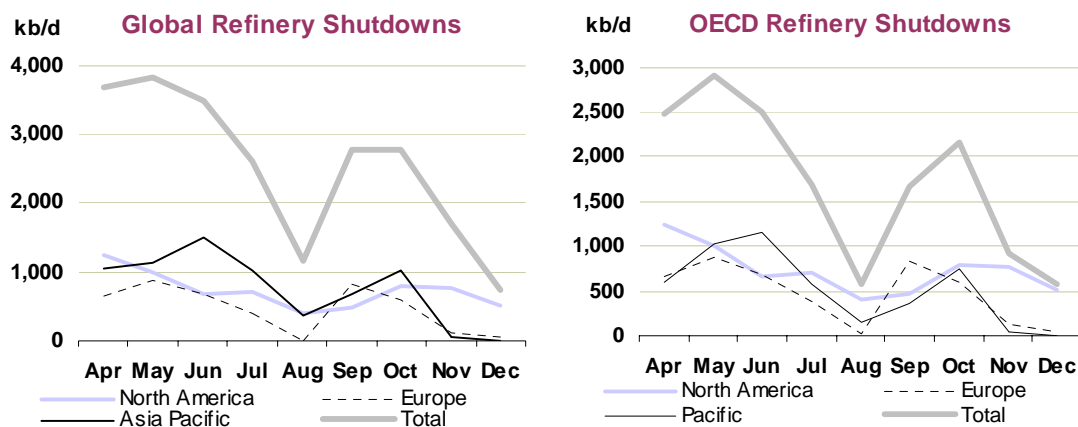 kb/d Global Refinery Shutdowns
4,000
3,000
2,000
1,000
0
Apr May Jun Jul Aug Sep Oct Nov Dec
North America Europe
Asia Pacific Total
kb/d OECD Refinery Shutdowns
3,000
2,500
2,000
1,500
1,000
500
0
Apr May Jun Jul Aug Sep Oct Nov Dec
North America Europe
Pacific Total